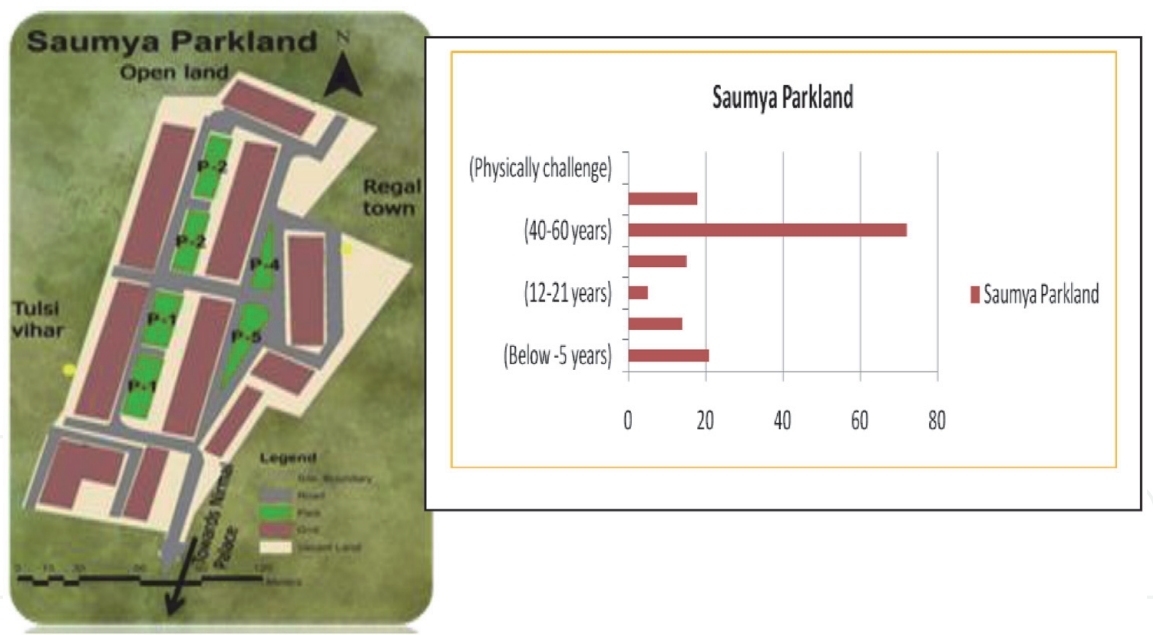 Saumya Parkland
N
Open land
Regal
town
P-2
P-2
P-4
Tulsi
vihar
P-1
P-5
P-1
Legend
Boundary
Road
Park
Vacant Land
Towards Nirmal
Palace
120
Meters
Saumya Parkland
(Physically challenge)
(40-60 years)
(12-21 years)
(Below -5 years)
0 20 40 60 80
Saumya Parkland